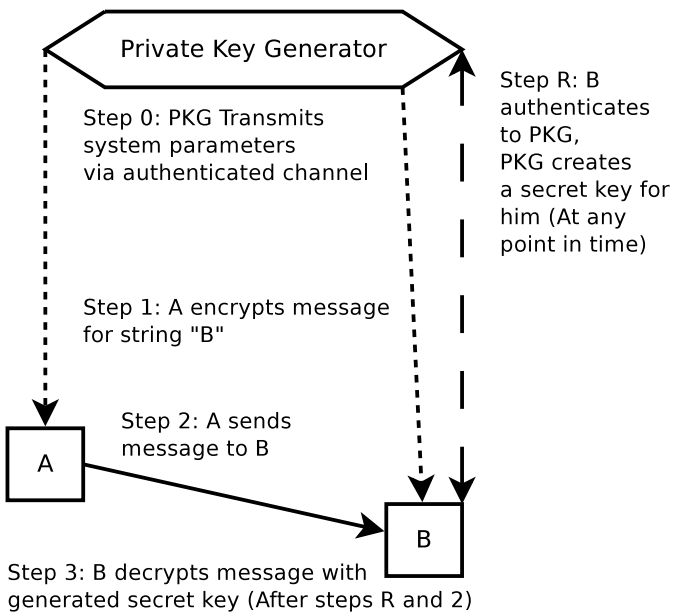 Private Key Generator
Step 0: PKG Transmits
system parameters
via authenticated channel
Step R: B
authenticates
to PKG,
PKG creates
a secret key for
him (At any
point in time)
Step 1: A encrypts message
for string "B"
Step 2: A sends
message to B
A
B
Step 3: B decrypts message with
generated secret key (After steps R and 2)